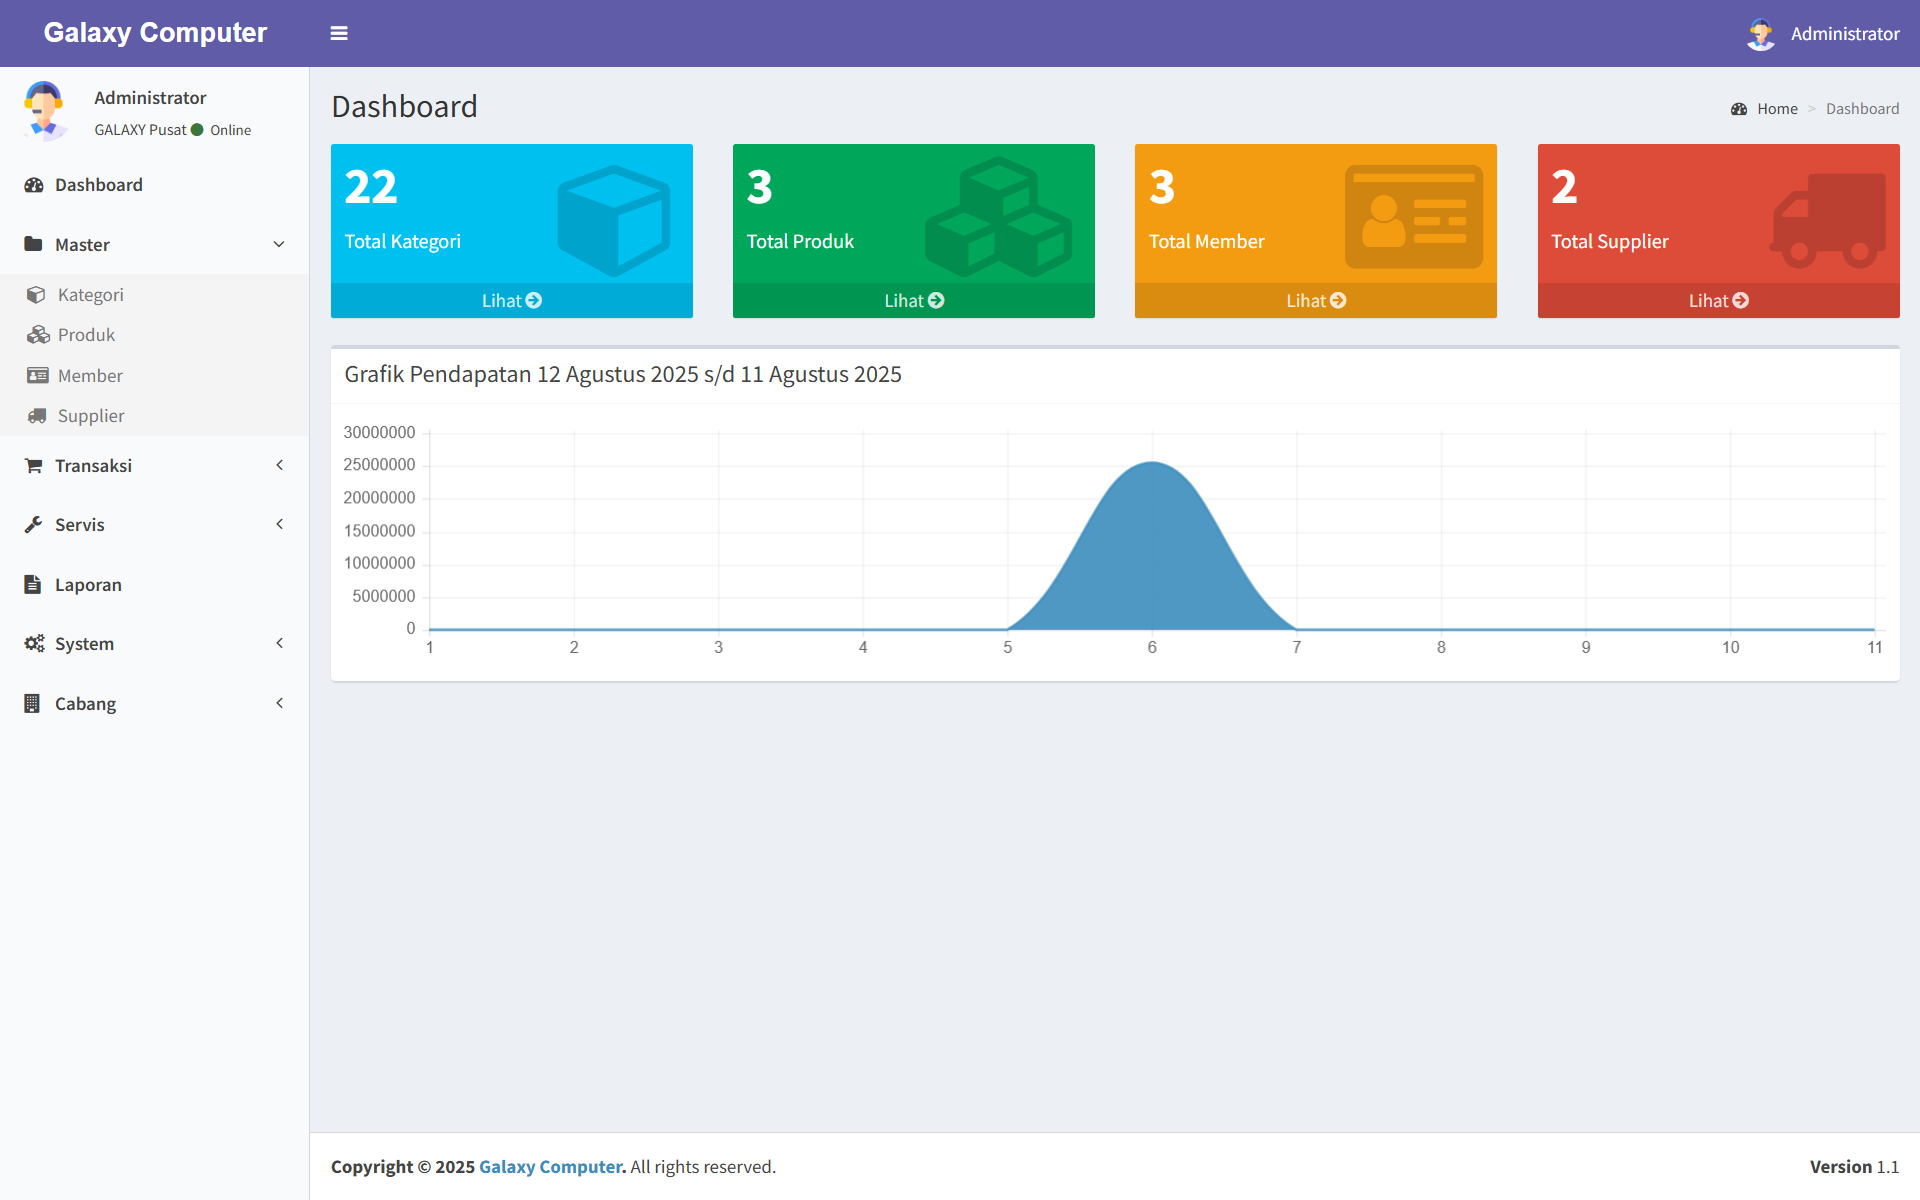 Galaxy Computer
Administrator
Administrator
GALAXY Pusat Online
Dashboard
Master
Kategori
Produk
Member
Supplier
Transaksi
Servis
Laporan
System
Cabang
Dashboard
Home > Dashboard
22
Total Kategori
Lihat
3
Total Produk
Lihat
3
Total Member
Lihat
2
Total Supplier
Lihat
Grafik Pendapatan 12 Agustus 2025 s/d 11 Agustus 2025
30000000
25000000
20000000
15000000
10000000
5000000
0
1 2 3 4 5 6 7 8 9 10 11
Copyright © 2025 Galaxy Computer. All rights reserved.
Version 1.1